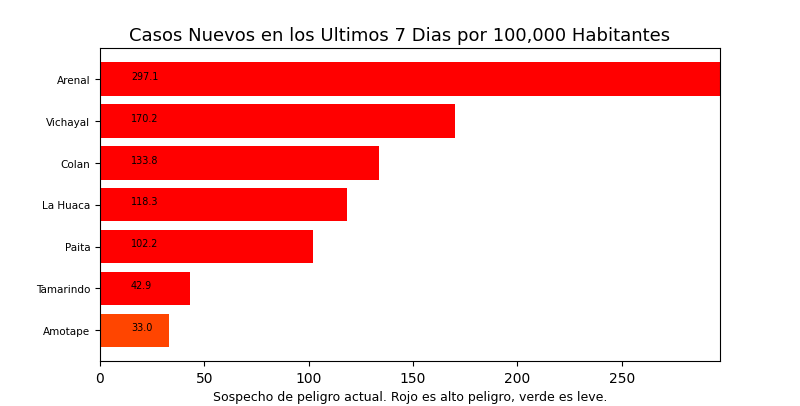 Casos Nuevos en los Ultimos 7 Dias por 100,000 Habitantes
Arenal 297.1
Vichayal 170.2
Colan 133.8
La Huaca 118.3
Paita 102.2
Tamarindo 42.9
Amotape 33.0
0 50 100 150 200 250
Sospecho de peligro actual. Rojo es alto peligro, verde es leve.